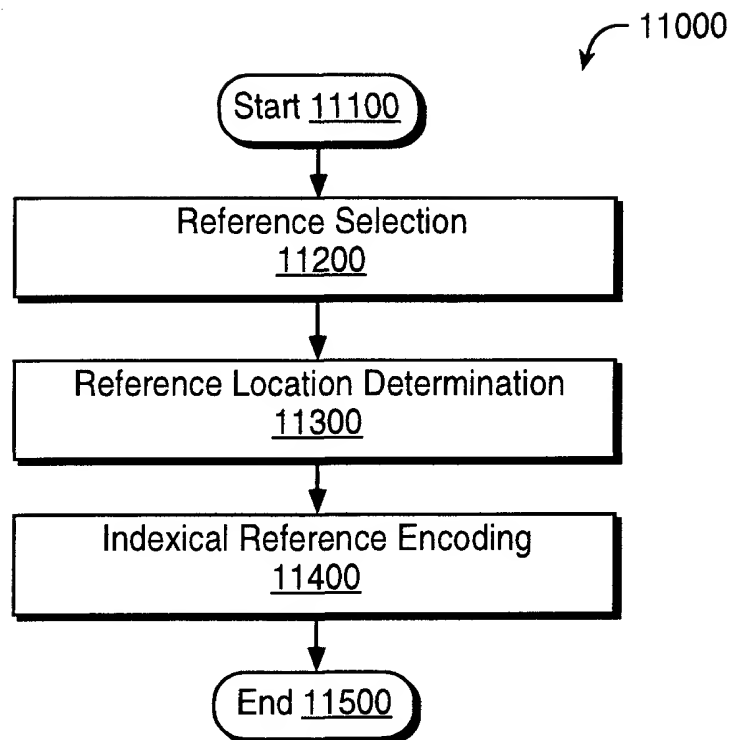 11000
Start 11100
Reference Selection
11200
Reference Location Determination
11300
Indexical Reference Encoding
11400
End 11500